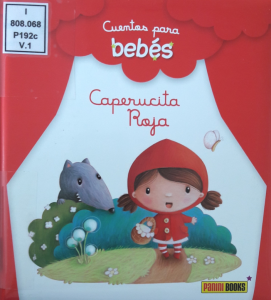 I
808.068
P192c
V.1
Cuentos para
bebés
Caperucita
Roja
PANINI BOOKS